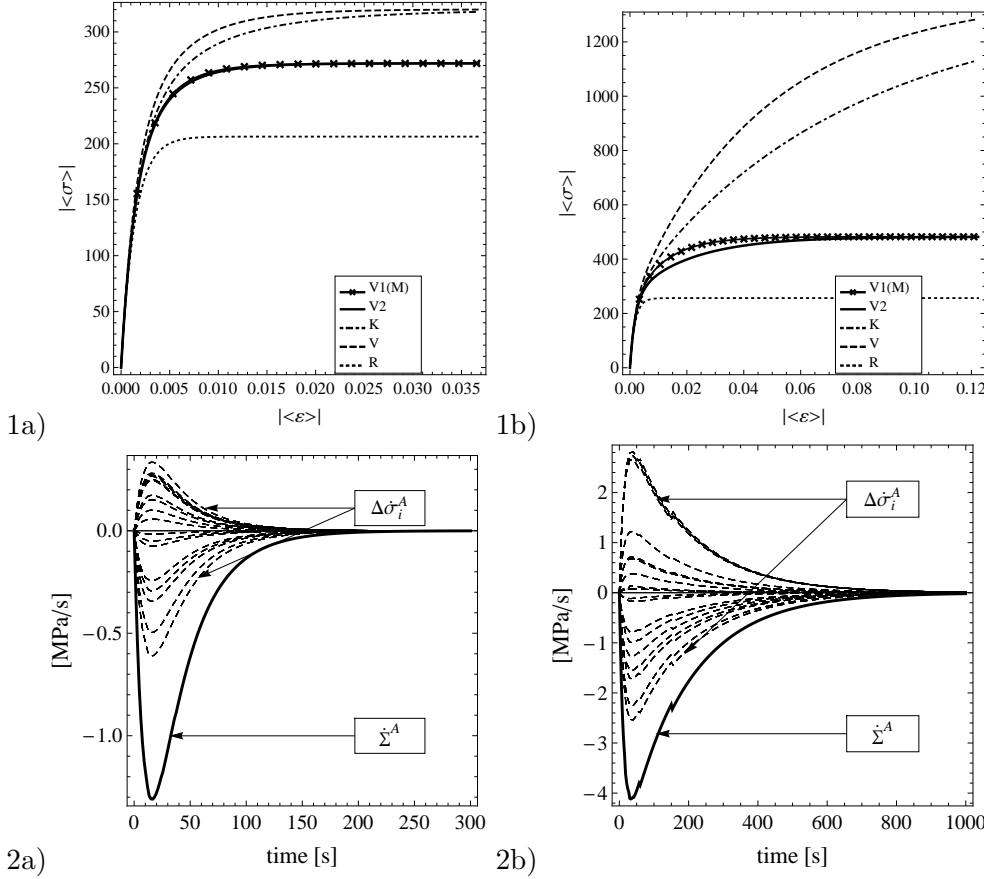 300
250
200
150
100
50
0
|<σ>|
0.000 0.005 0.010 0.015 0.020 0.025 0.030 0.035
|<ε>|
V1(M)
V2
K
V
R
1a)
1200
1000
800
600
400
200
0
|<σ>|
0.00 0.02 0.04 0.06 0.08 0.10 0.12
|<ε>|
V1(M)
V2
K
V
R
1b)
0.0
−0.5
−1.0
[MPa/s]
Δσ̇ᵢᴬ
Σ̇ᴬ
0 50 100 150 200 250 300
time [s]
2a)
2
1
0
−1
−2
−3
−4
[MPa/s]
Δσ̇ᵢᴬ
Σ̇ᴬ
0 200 400 600 800 1000
time [s]
2b)